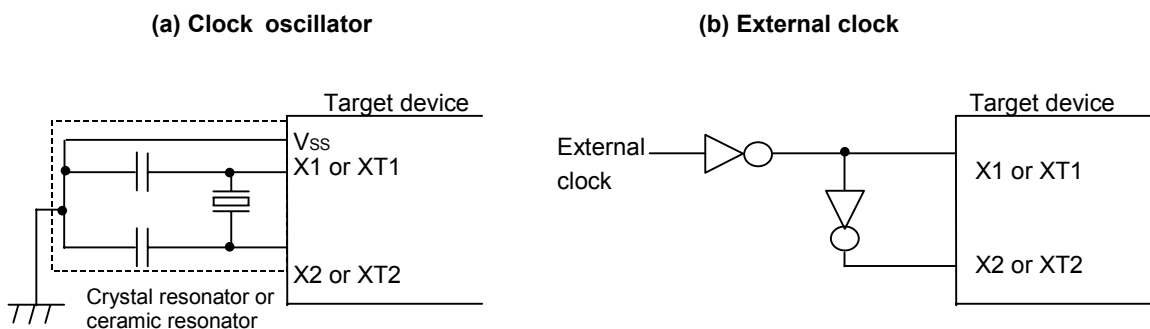 (a) Clock oscillator
(b) External clock
Target device
VSS
X1 or XT1
X2 or XT2
Crystal resonator or
ceramic resonator
Target device
External
clock
X1 or XT1
X2 or XT2